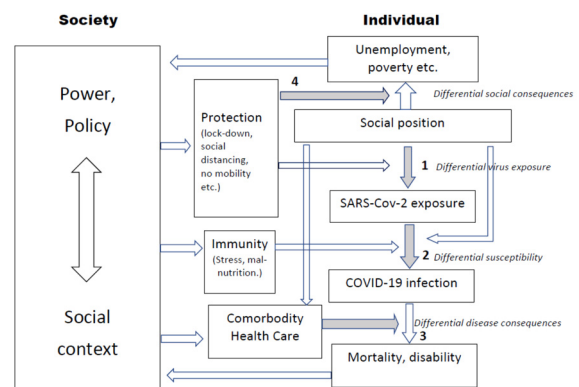 Society
Individual
Unemployment,
poverty etc.
4
Differential social consequences
Power,
Policy
Protection
(lock-down,
social
distancing,
no mobility
etc.)
Social position
1 Differential virus exposure
SARS-Cov-2 exposure
Immunity
(Stress, mal-
nutrition.)
2 Differential susceptibility
COVID-19 infection
Social
context
Comorbodity
Health Care
Differential disease consequences
3
Mortality, disability